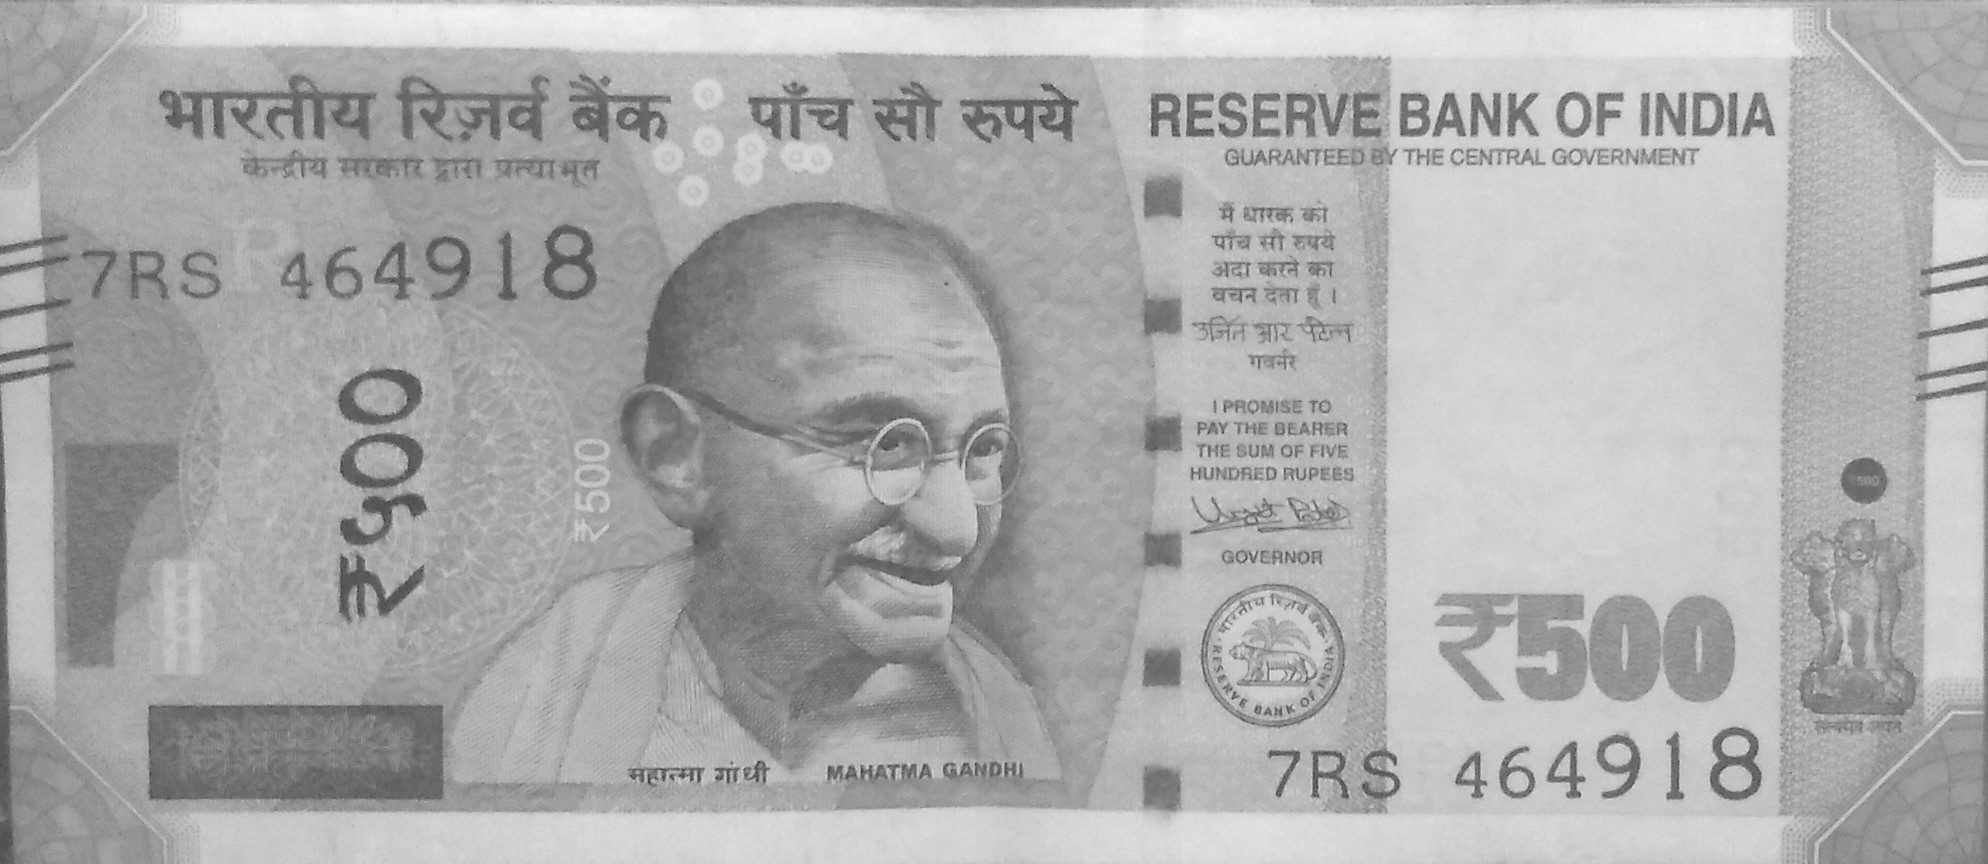 भारतीय रिज़र्व बैंक
केन्द्रीय सरकार द्वारा प्रत्याभूत
पाँच सौ रुपये
RESERVE BANK OF INDIA
GUARANTEED BY THE CENTRAL GOVERNMENT
7RS 464918
₹५००
₹500
मैं धारक को
पाँच सौ रुपये
अदा करने का
वचन देता हूँ ।
उर्जित आर पटेल
गवर्नर
I PROMISE TO
PAY THE BEARER
THE SUM OF FIVE
HUNDRED RUPEES
Urjit Patel
GOVERNOR
भारतीय रिज़र्व बैंक
RESERVE BANK OF INDIA
₹500
₹500
सत्यमेव जयते
महात्मा गांधी
MAHATMA GANDHI
7RS 464918